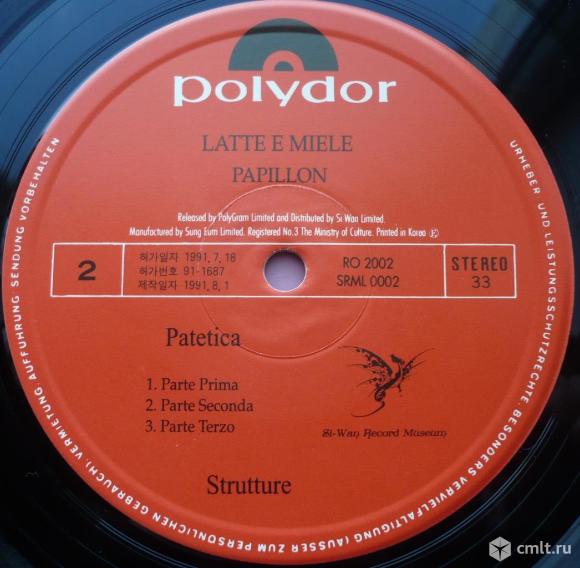 polydor
LATTE E MIELE
PAPILLON
Released by PolyGram Limited and Distributed by Si Wan Limited.
Manufactured by Sung Eum Limited. Registered No.3 The Ministry of Culture. Printed in Korea Ⓟ
2
허가일자 1991, 7, 18
허가번호 91-1687
제작일자 1991, 8, 1
RO 2002
SRML 0002
STEREO
33
Patetica
1. Parte Prima
2. Parte Seconda
3. Parte Terzo
Si-Wan Record Museum
Strutture
URHEBER- UND LEISTUNGSSCHUTZRECHTE BESONDERS VERVIELFÄLTIGUNG (AUSSER ZUM PERSÖNLICHEN GEBRAUCH), VERMIETUNG, AUFFÜHRUNG, SENDUNG VORBEHALTEN
cmlt.ru